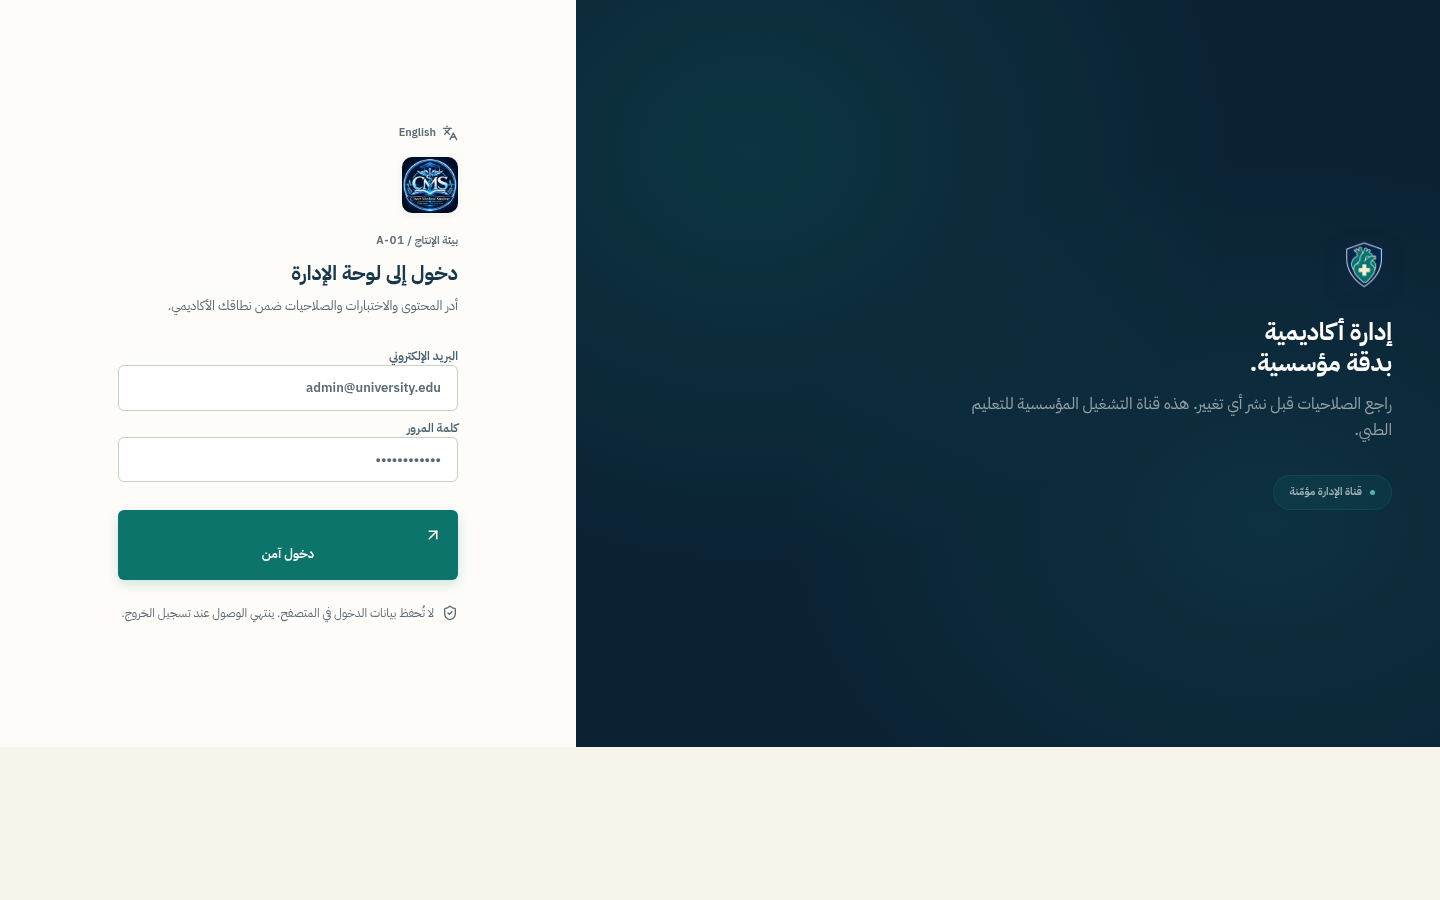 إدارة أكاديمية
بدقة مؤسسية.
راجع الصلاحيات قبل نشر أي تغيير. هذه قناة التشغيل المؤسسية للتعليم
الطبي.
قناة الإدارة مؤمّنة
English
CMS
بيئة الإنتاج / A-01
دخول إلى لوحة الإدارة
أدر المحتوى والاختبارات والصلاحيات ضمن نطاقك الأكاديمي.
البريد الإلكتروني
admin@university.edu
كلمة المرور
••••••••••••
دخول آمن
لا تُحفظ بيانات الدخول في المتصفح. ينتهي الوصول عند تسجيل الخروج.